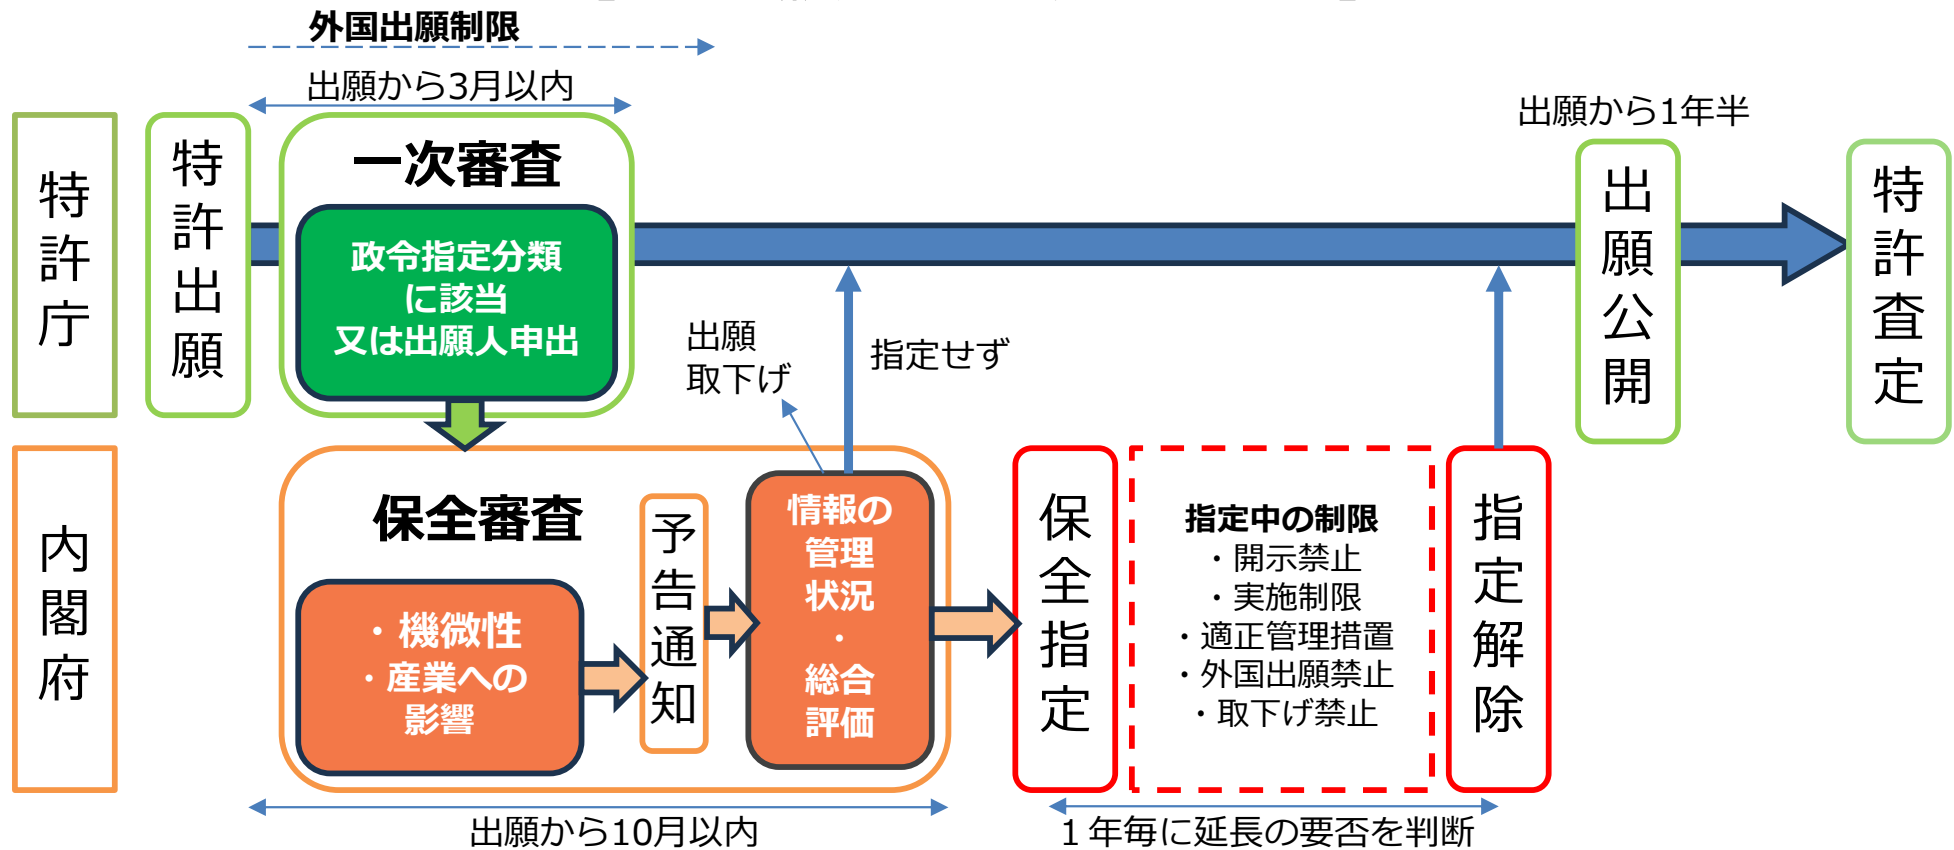 外国出願制限
出願から3月以内
出願から1年半
特許庁
特許出願
一次審査
政令指定分類
に該当
又は出願人申出
出願
取下げ
指定せず
出願公開
特許査定
内閣府
保全審査
・機微性
・産業への
影響
予告通知
情報の
管理
状況
・
総合
評価
保全指定
指定中の制限
・開示禁止
・実施制限
・適正管理措置
・外国出願禁止
・取下げ禁止
指定解除
出願から10月以内
１年毎に延長の要否を判断